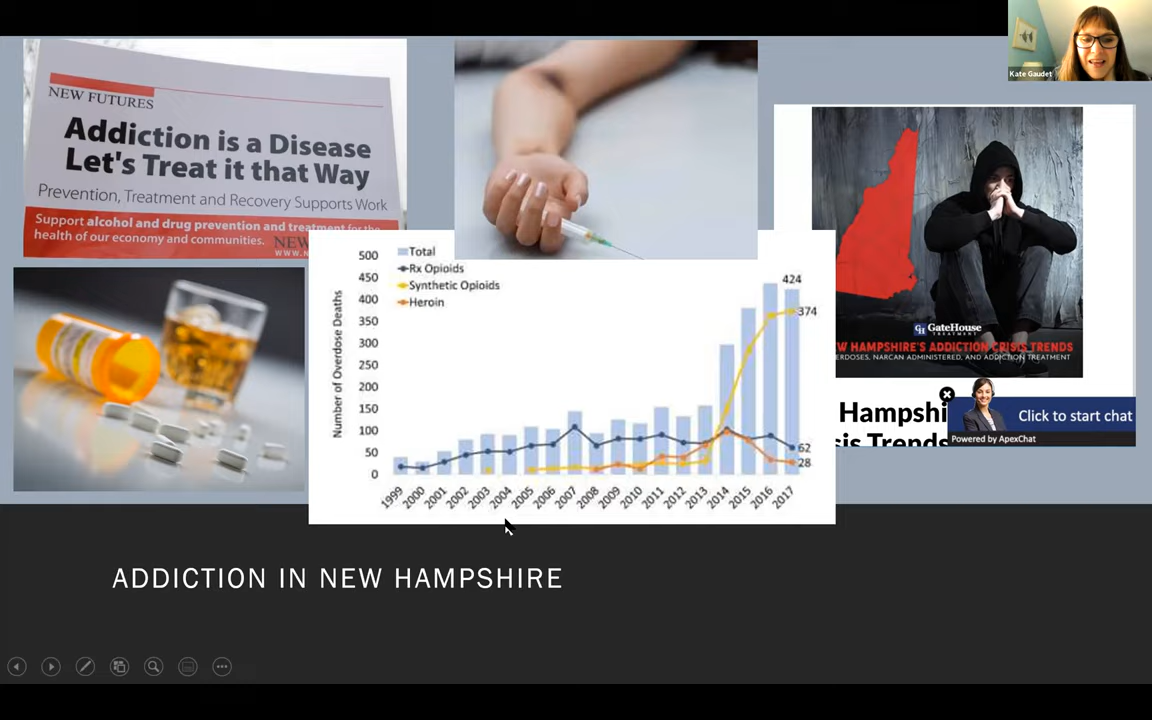 Kate Gaudet
NEW FUTURES
Addiction is a Disease
Let's Treat it that Way
Prevention, Treatment and Recovery Supports Work
Support alcohol and drug prevention and treatment for the
health of our economy and communities.
NEW
WWW.N
Number of Overdose Deaths
500
450
400
350
300
250
200
150
100
50
0
Total
Rx Opioids
Synthetic Opioids
Heroin
424
374
62
28
1999 2000 2001 2002 2003 2004 2005 2006 2007 2008 2009 2010 2011 2012 2013 2014 2015 2016 2017
GH GateHouse
TREATMENT
W HAMPSHIRE'S ADDICTION CRISIS TRENDS
ERDOSES, NARCAN ADMINISTERED, AND ADDICTION TREATMENT
Hampshi
sis Trends
Click to start chat
Powered by ApexChat
ADDICTION IN NEW HAMPSHIRE